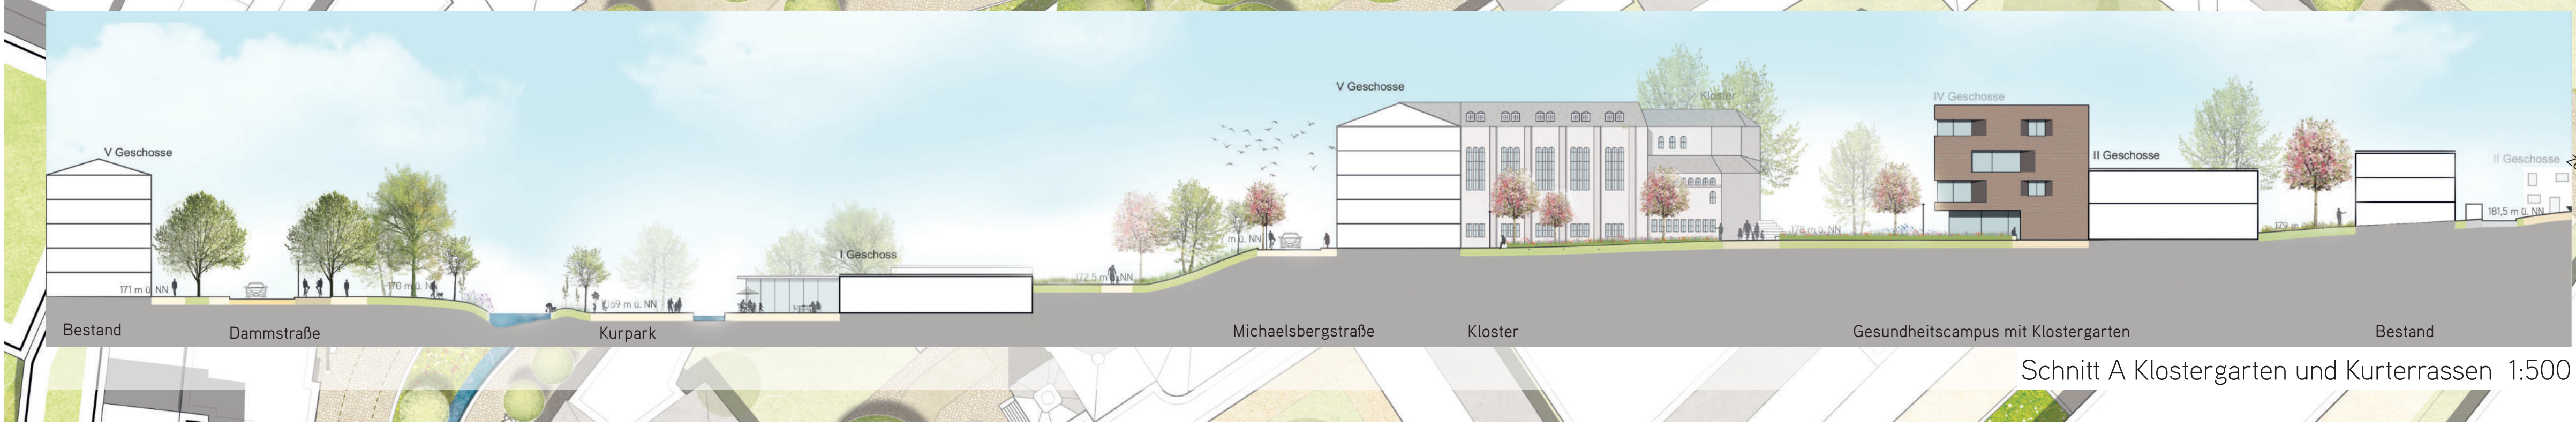 V Geschosse
171 m ü. NN
170 m ü. N
169 m ü. NN
I Geschoss
172.5 m ü. NN
m ü. NN
V Geschosse
Kloster
178 m ü. NN
IV Geschosse
II Geschosse
179 m
II Geschosse
181,5 m ü. NN
Bestand
Dammstraße
Kurpark
Michaelsbergstraße
Kloster
Gesundheitscampus mit Klostergarten
Bestand
Schnitt A Klostergarten und Kurterrassen 1:500